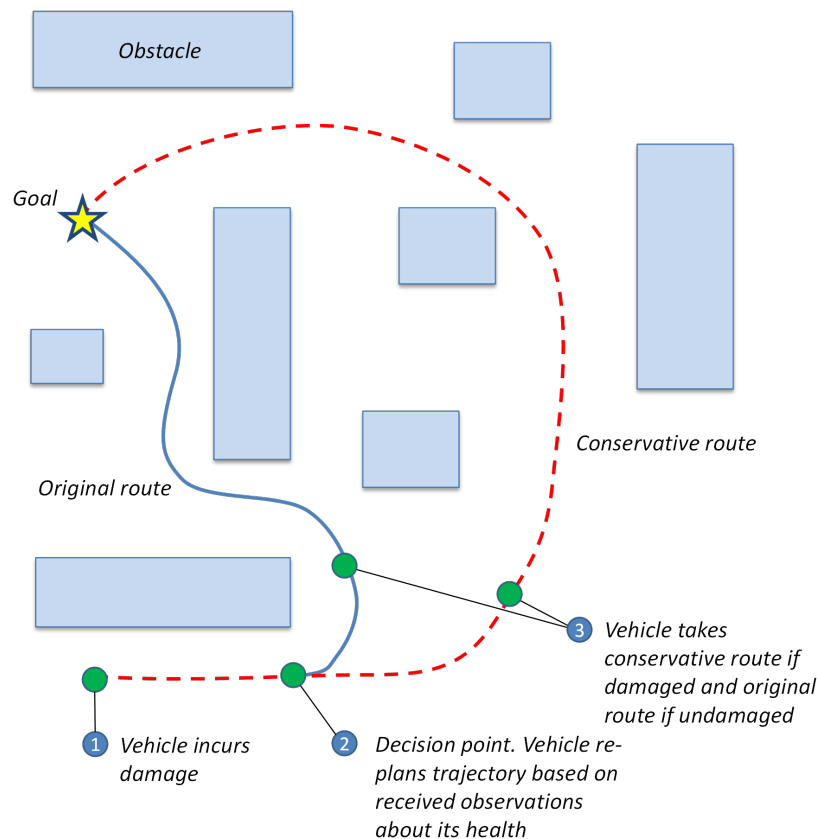 Obstacle
Goal
Conservative route
Original route
3
Vehicle takes
conservative route if
damaged and original
route if undamaged
1
Vehicle incurs
damage
2
Decision point. Vehicle re-
plans trajectory based on
received observations
about its health